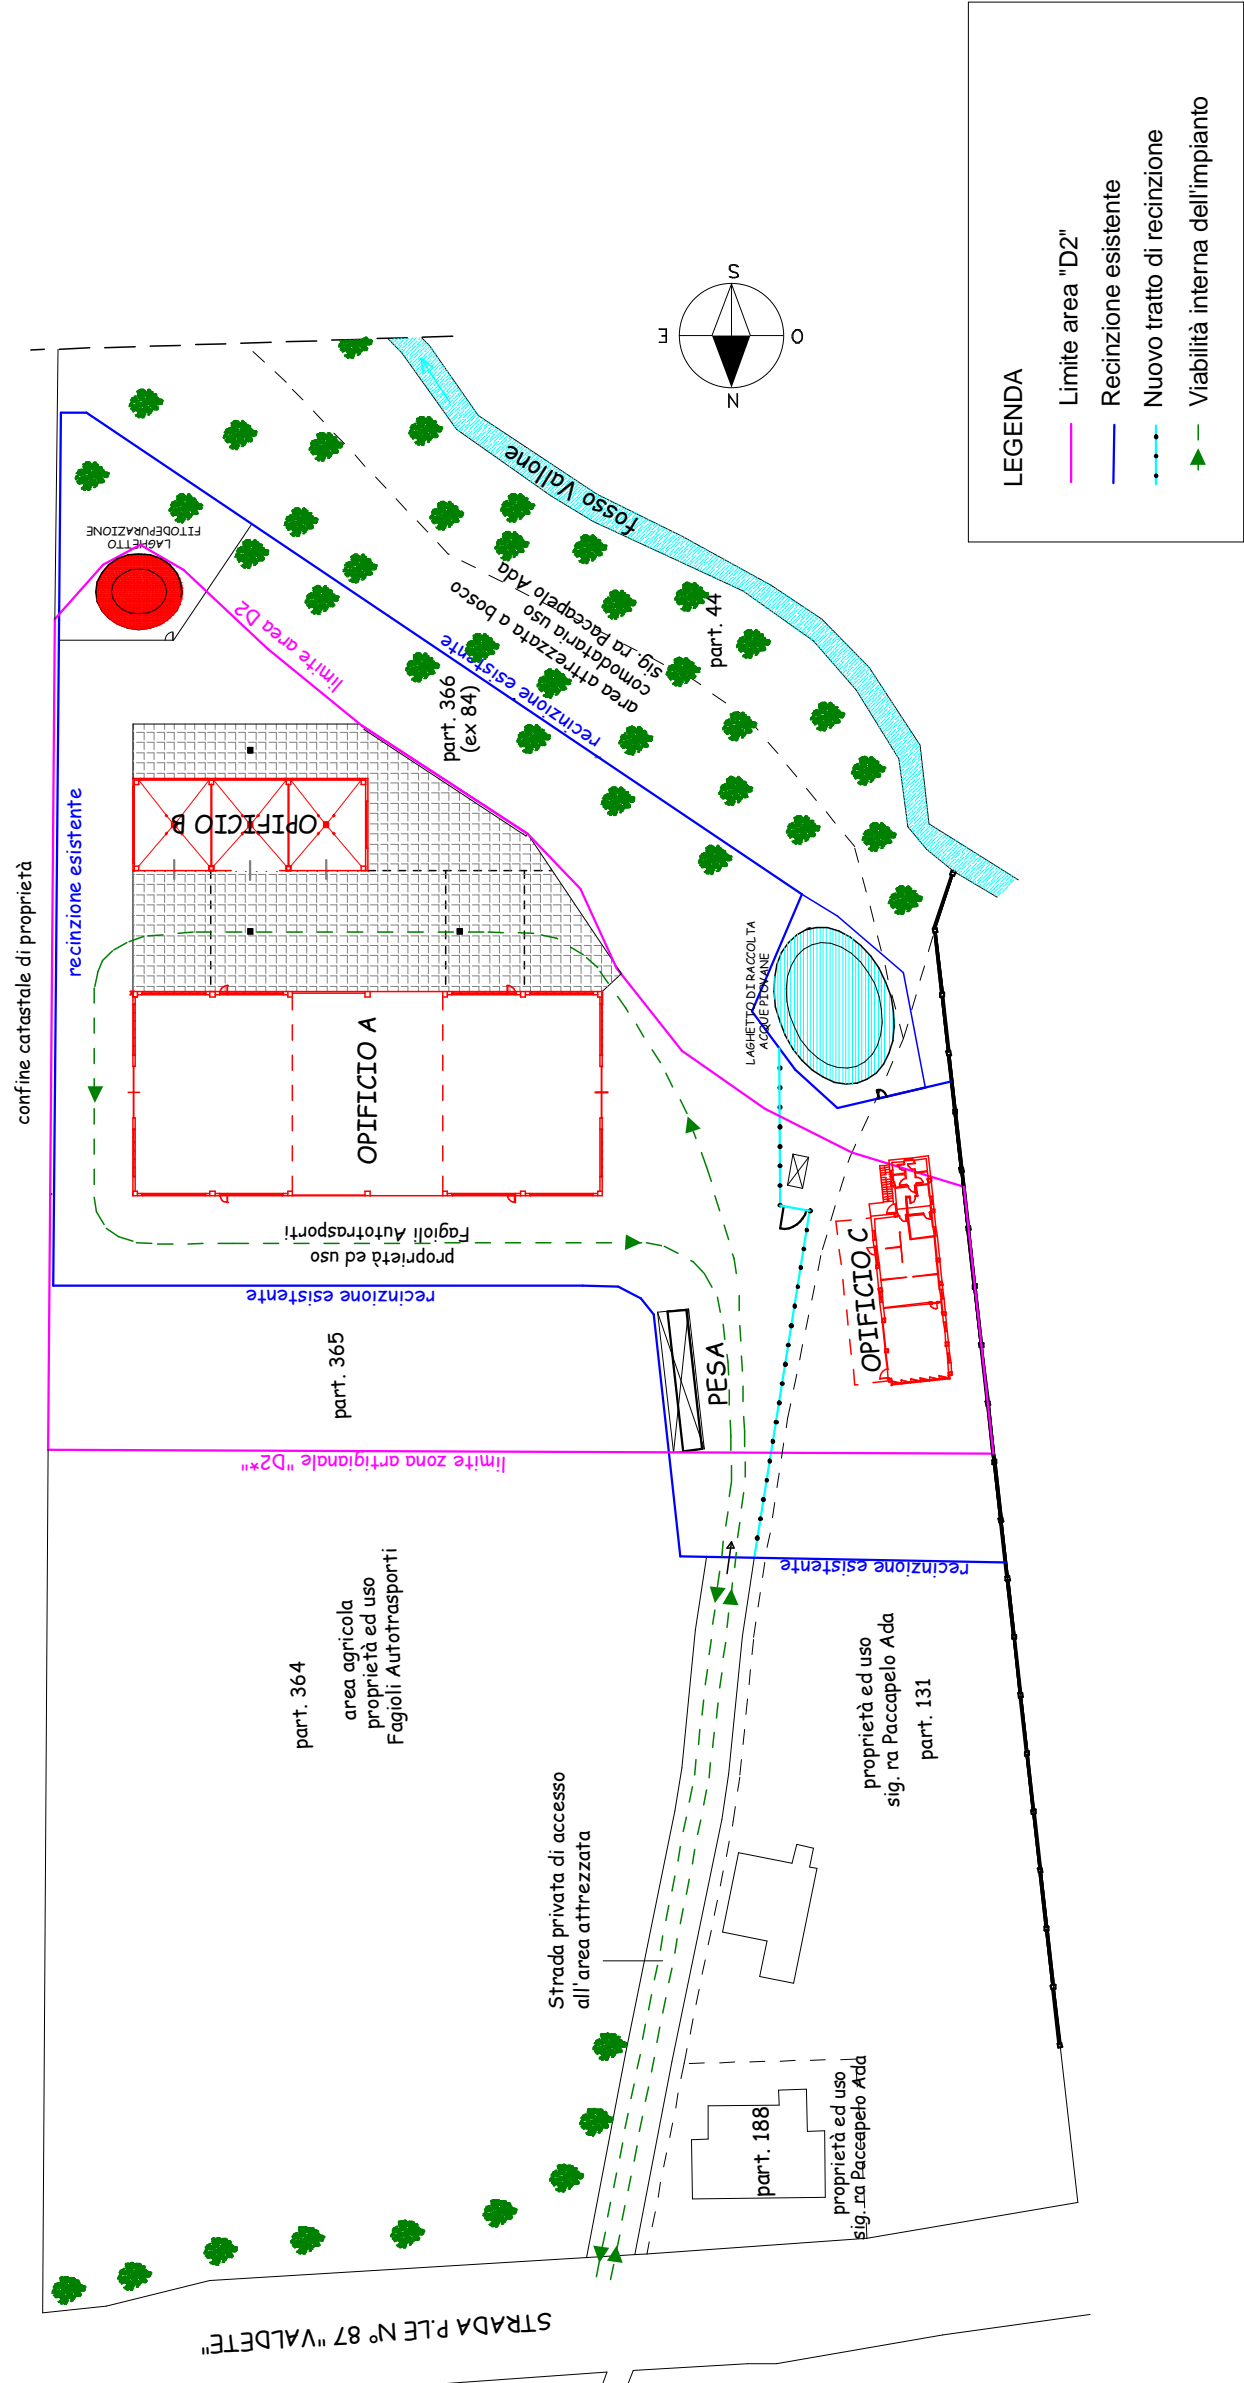 LEGENDA
Limite area "D2"
Recinzione esistente
Nuovo tratto di recinzione
Viabilità interna dell'impianto
S
E
O
N
confine catastale di proprietà
recinzione esistente
LAGHETTO
FITODEPURAZIONE
limite area D2
OPIFICIO B
OPIFICIO A
part. 366
(ex 84)
recinzione esistente
area attrezzata a bosco
comodataria uso
sig. ra Paccapelo Ada
fosso Vallone
part. 44
LAGHETTO DI RACCOLTA
ACQUE PIOVANE
proprietà ed uso
Fagioli Autotrasporti
recinzione esistente
part. 365
PESA
OPIFICIO C
limite zona artigianale "D2*"
recinzione esistente
part. 364
area agricola
proprietà ed uso
Fagioli Autotrasporti
proprietà ed uso
sig. ra Paccapelo Ada
part. 131
Strada privata di accesso
all'area attrezzata
part. 188
proprietà ed uso
sig. ra Paccapelo Ada
STRADA P.LE N° 87 "VALDETE"